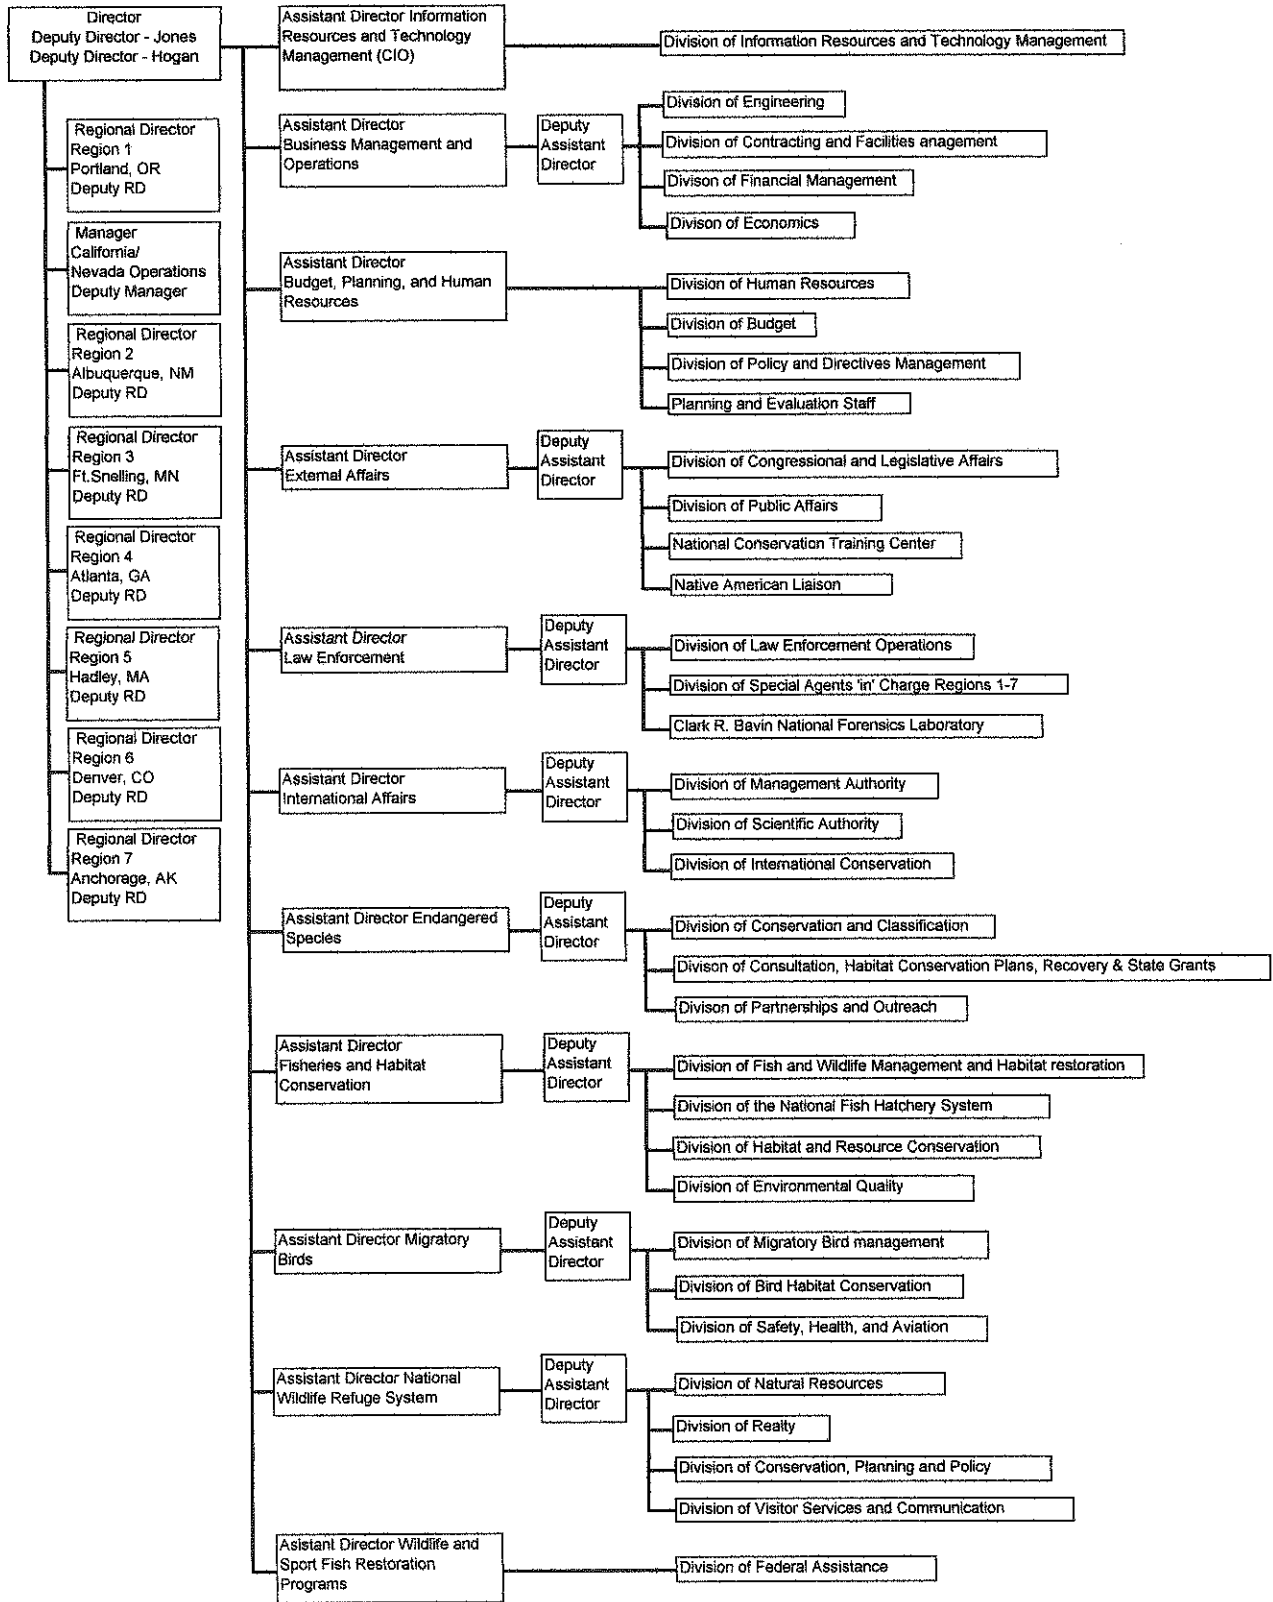 Director
Deputy Director - Jones
Deputy Director - Hogan
Regional Director
Region 1
Portland, OR
Deputy RD
Manager
California/
Nevada Operations
Deputy Manager
Regional Director
Region 2
Albuquerque, NM
Deputy RD
Regional Director
Region 3
Ft.Snelling, MN
Deputy RD
Regional Director
Region 4
Atlanta, GA
Deputy RD
Regional Director
Region 5
Hadley, MA
Deputy RD
Regional Director
Region 6
Denver, CO
Deputy RD
Regional Director
Region 7
Anchorage, AK
Deputy RD
Assistant Director Information
Resources and Technology
Management (CIO)
Division of Information Resources and Technology Management
Assistant Director
Business Management and
Operations
Deputy
Assistant
Director
Division of Engineering
Division of Contracting and Facilities anagement
Divison of Financial Management
Divison of Economics
Assistant Director
Budget, Planning, and Human
Resources
Division of Human Resources
Division of Budget
Division of Policy and Directives Management
Planning and Evaluation Staff
Assistant Director
External Affairs
Deputy
Assistant
Director
Division of Congressional and Legislative Affairs
Division of Public Affairs
National Conservation Training Center
Native American Liaison
Assistant Director
Law Enforcement
Deputy
Assistant
Director
Division of Law Enforcement Operations
Division of Special Agents 'in' Charge Regions 1-7
Clark R. Bavin National Forensics Laboratory
Assistant Director
International Affairs
Deputy
Assistant
Director
Division of Management Authority
Division of Scientific Authority
Division of International Conservation
Assistant Director Endangered
Species
Deputy
Assistant
Director
Division of Conservation and Classification
Divison of Consultation, Habitat Conservation Plans, Recovery & State Grants
Divison of Partnerships and Outreach
Assistant Director
Fisheries and Habitat
Conservation
Deputy
Assistant
Director
Division of Fish and Wildlife Management and Habitat restoration
Division of the National Fish Hatchery System
Division of Habitat and Resource Conservation
Division of Environmental Quality
Assistant Director Migratory
Birds
Deputy
Assistant
Director
Division of Migratory Bird management
Division of Bird Habitat Conservation
Division of Safety, Health, and Aviation
Assistant Director National
Wildlife Refuge System
Deputy
Assistant
Director
Division of Natural Resources
Division of Realty
Division of Conservation, Planning and Policy
Division of Visitor Services and Communication
Asistant Director Wildlife and
Sport Fish Restoration
Programs
Division of Federal Assistance